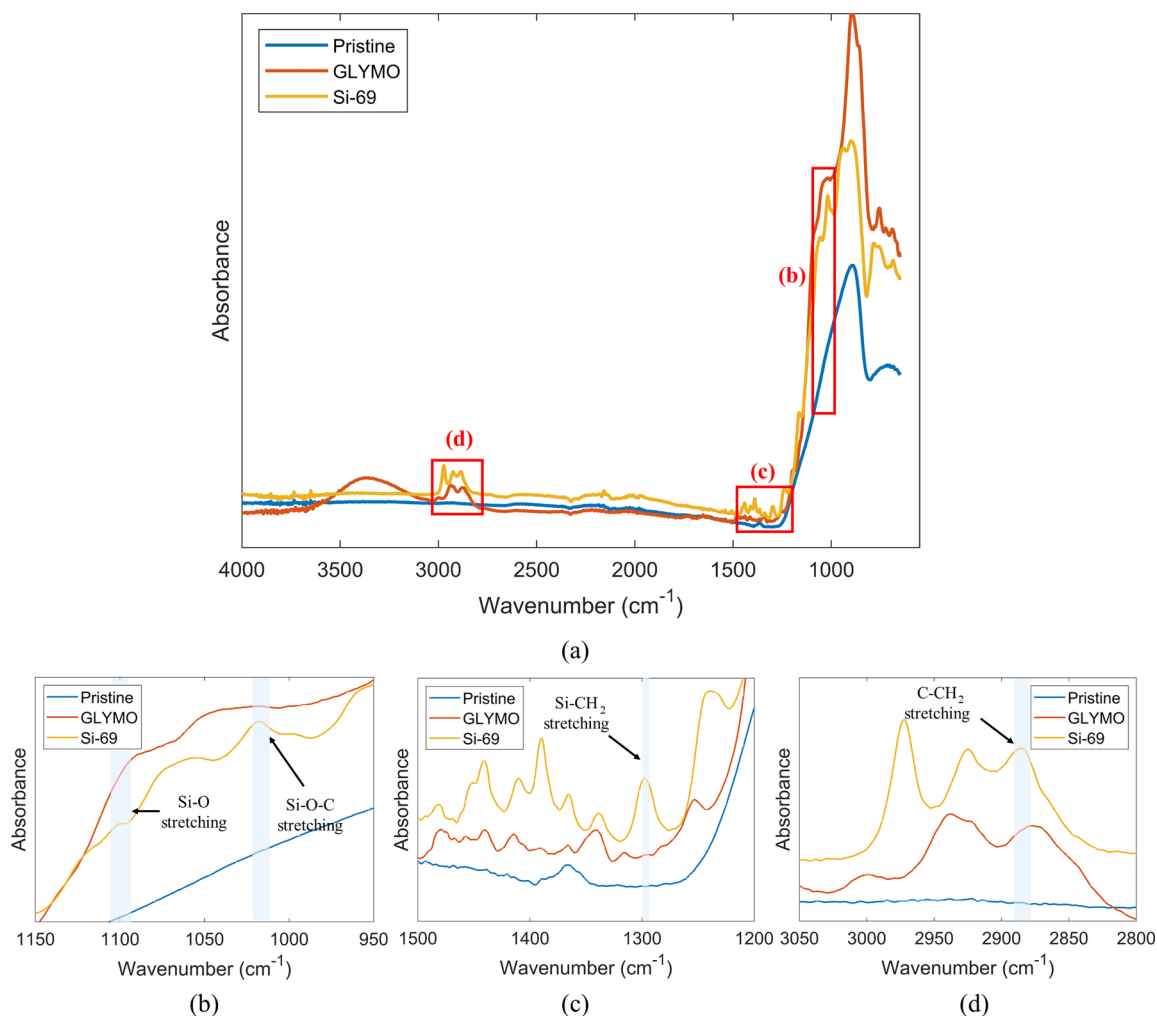 Pristine
GLYMO
Si-69
Absorbance
(b)
(d)
(c)
4000 3500 3000 2500 2000 1500 1000
Wavenumber (cm⁻¹)
(a)
Pristine
GLYMO
Si-69
Si-O
stretching
Si-O-C
stretching
Absorbance
1150 1100 1050 1000 950
Wavenumber (cm⁻¹)
(b)
Pristine
GLYMO
Si-69
Si-CH₂
stretching
Absorbance
1500 1400 1300 1200
Wavenumber (cm⁻¹)
(c)
C-CH₂
stretching
Pristine
GLYMO
Si-69
Absorbance
3050 3000 2950 2900 2850 2800
Wavenumber (cm⁻¹)
(d)